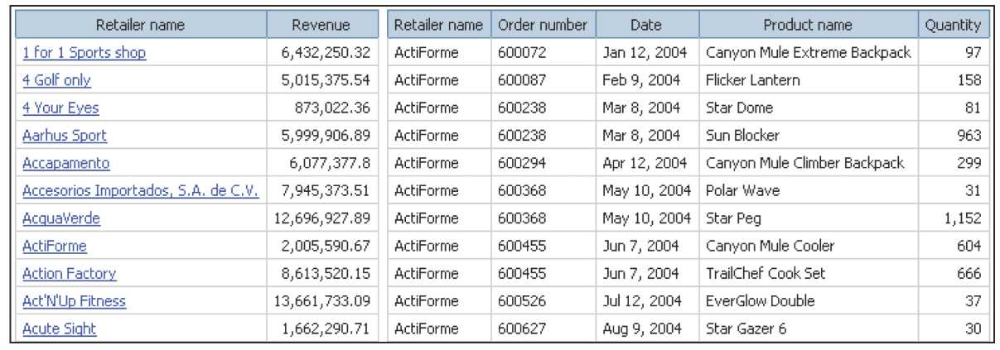 Retailer name Revenue Retailer name Order number Date Product name Quantity
1 for 1 Sports shop 6,432,250.32 ActiForme 600072 Jan 12, 2004 Canyon Mule Extreme Backpack 97
4 Golf only 5,015,375.54 ActiForme 600087 Feb 9, 2004 Flicker Lantern 158
4 Your Eyes 873,022.36 ActiForme 600238 Mar 8, 2004 Star Dome 81
Aarhus Sport 5,999,906.89 ActiForme 600238 Mar 8, 2004 Sun Blocker 963
Accapamento 6,077,377.8 ActiForme 600294 Apr 12, 2004 Canyon Mule Climber Backpack 299
Accesorios Importados, S.A. de C.V. 7,945,373.51 ActiForme 600368 May 10, 2004 Polar Wave 31
AcquaVerde 12,696,927.89 ActiForme 600368 May 10, 2004 Star Peg 1,152
ActiForme 2,005,590.67 ActiForme 600455 Jun 7, 2004 Canyon Mule Cooler 604
Action Factory 8,613,520.15 ActiForme 600455 Jun 7, 2004 TrailChef Cook Set 666
Act'N'Up Fitness 13,661,733.09 ActiForme 600526 Jul 12, 2004 EverGlow Double 37
Acute Sight 1,662,290.71 ActiForme 600627 Aug 9, 2004 Star Gazer 6 30